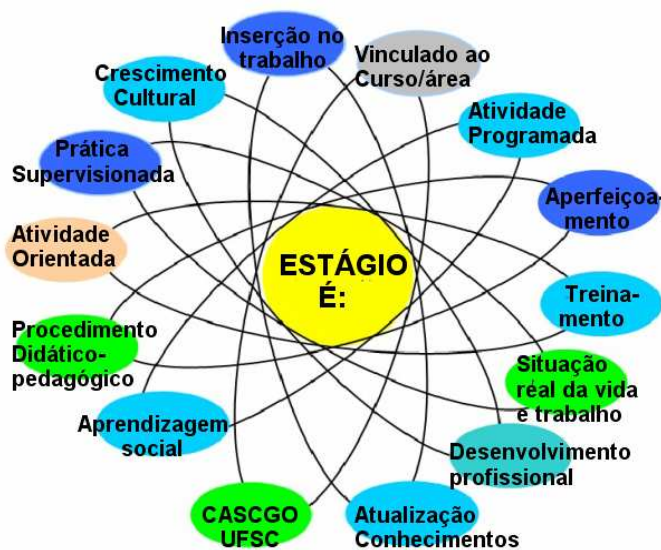 Inserção no
trabalho
Vinculado ao
Curso/área
Atividade
Programada
Aperfeiçoa-
mento
Treina-
mento
Situação
real da vida
e trabalho
Desenvolvimento
profissional
Atualização
Conhecimentos
CASCGO
UFSC
Aprendizagem
social
Procedimento
Didático-
pedagógico
Atividade
Orientada
Prática
Supervisionada
Crescimento
Cultural
ESTÁGIO
É: